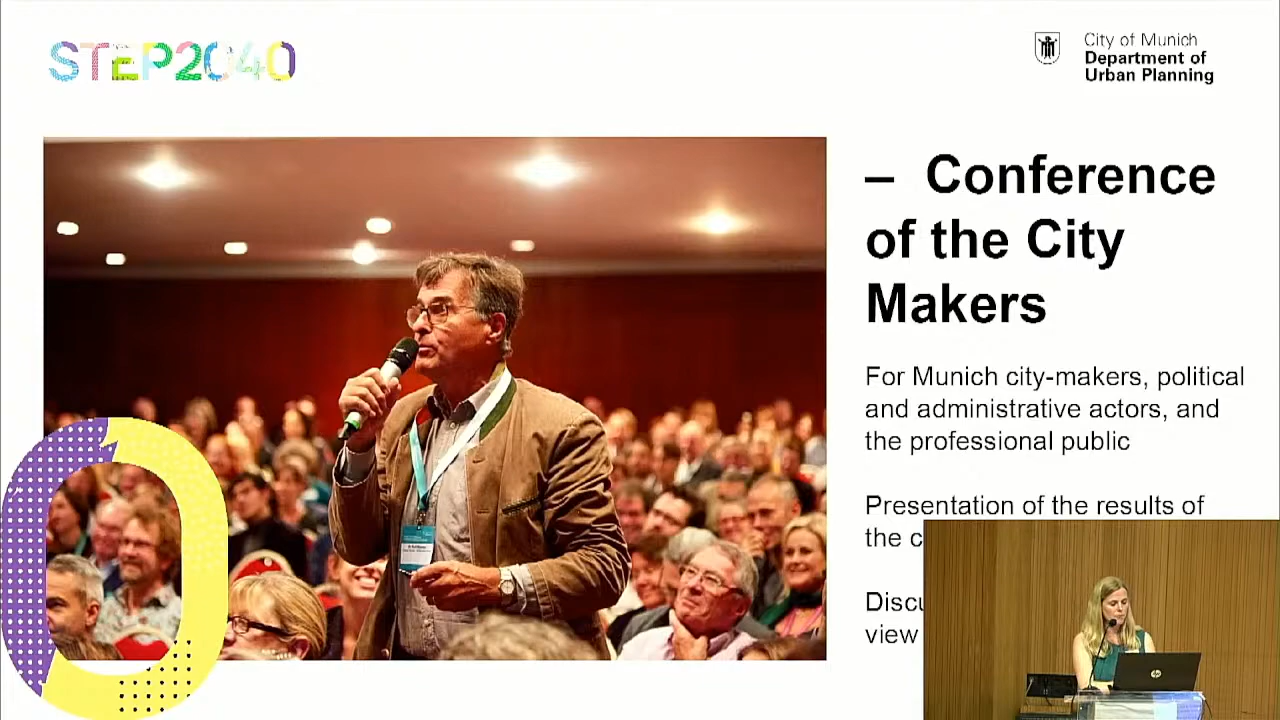 STEP2040
City of Munich
Department of
Urban Planning
– Conference
of the City
Makers
For Munich city-makers, political
and administrative actors, and
the professional public
Presentation of the results of
the
view
hp